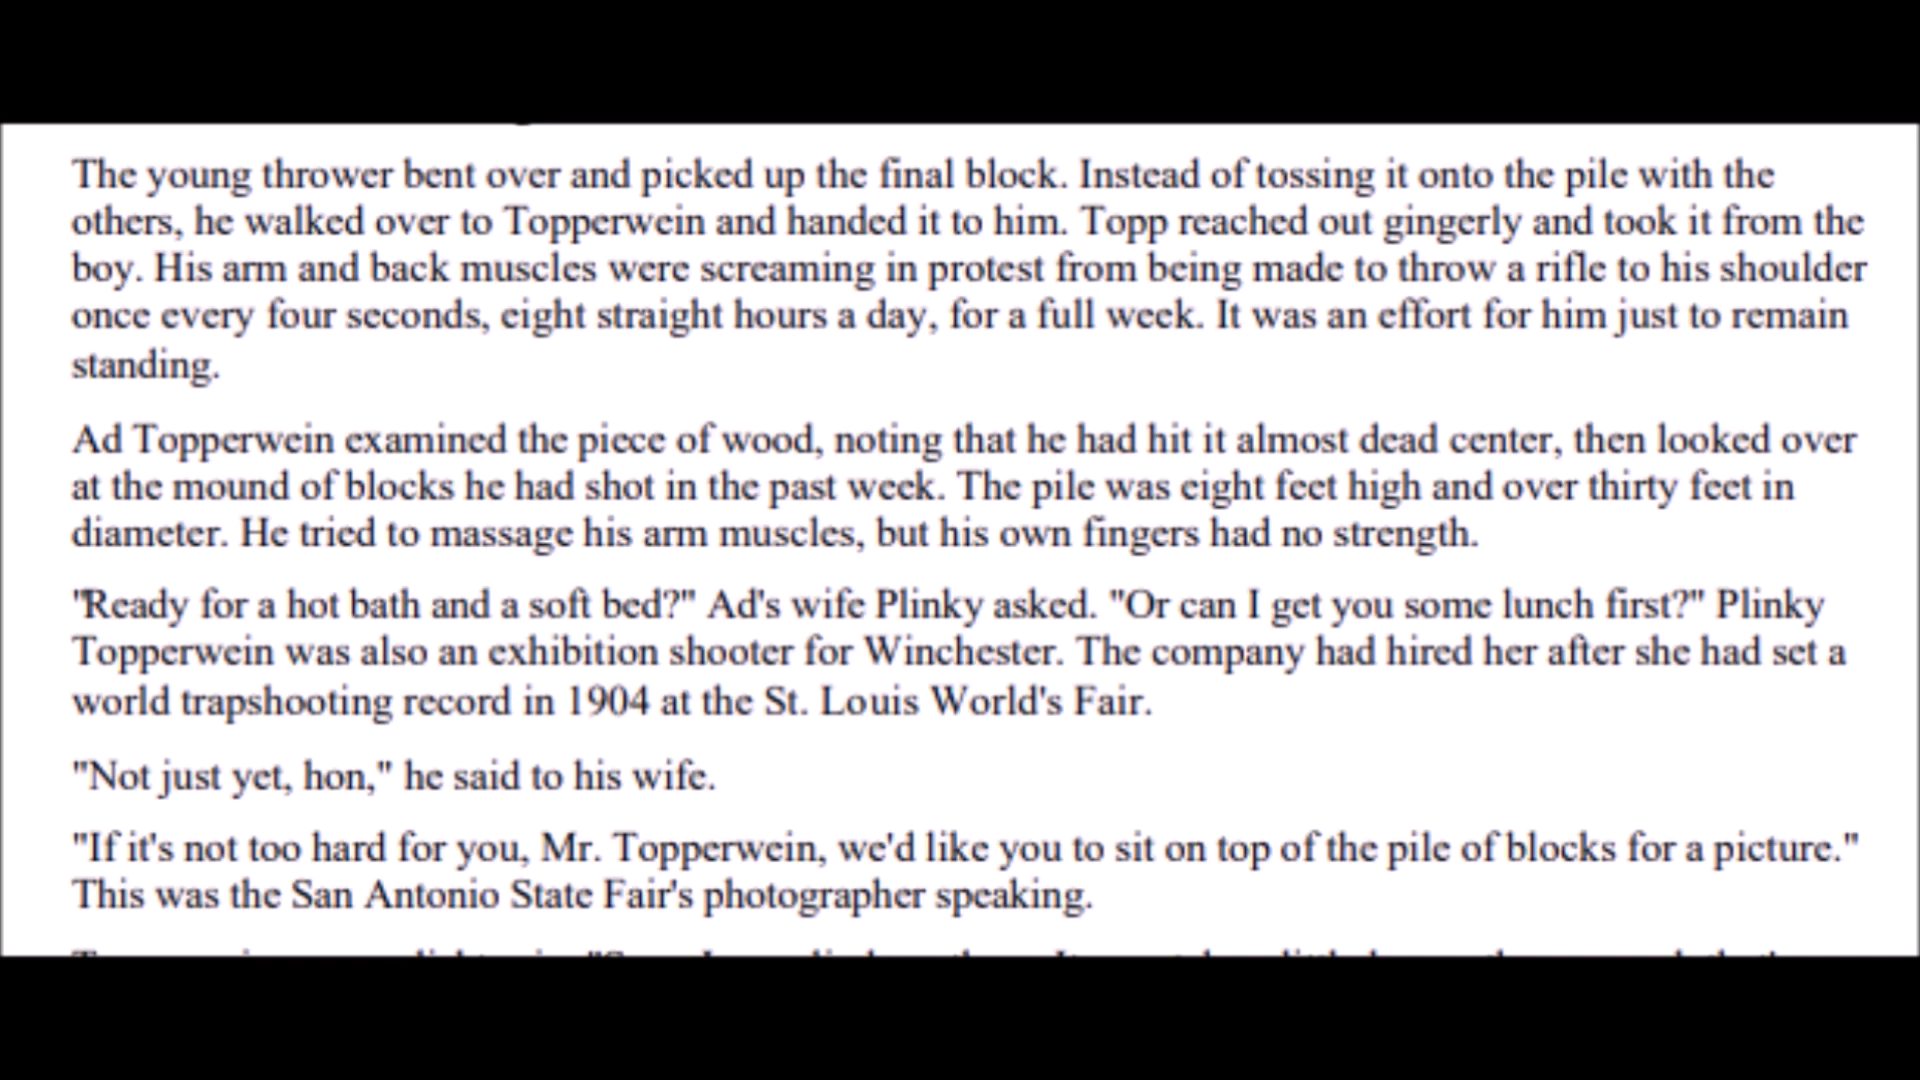 The young thrower bent over and picked up the final block. Instead of tossing it onto the pile with the
others, he walked over to Topperwein and handed it to him. Topp reached out gingerly and took it from the
boy. His arm and back muscles were screaming in protest from being made to throw a rifle to his shoulder
once every four seconds, eight straight hours a day, for a full week. It was an effort for him just to remain
standing.
Ad Topperwein examined the piece of wood, noting that he had hit it almost dead center, then looked over
at the mound of blocks he had shot in the past week. The pile was eight feet high and over thirty feet in
diameter. He tried to massage his arm muscles, but his own fingers had no strength.
"Ready for a hot bath and a soft bed?" Ad's wife Plinky asked. "Or can I get you some lunch first?" Plinky
Topperwein was also an exhibition shooter for Winchester. The company had hired her after she had set a
world trapshooting record in 1904 at the St. Louis World's Fair.
"Not just yet, hon," he said to his wife.
"If it's not too hard for you, Mr. Topperwein, we'd like you to sit on top of the pile of blocks for a picture."
This was the San Antonio State Fair's photographer speaking.